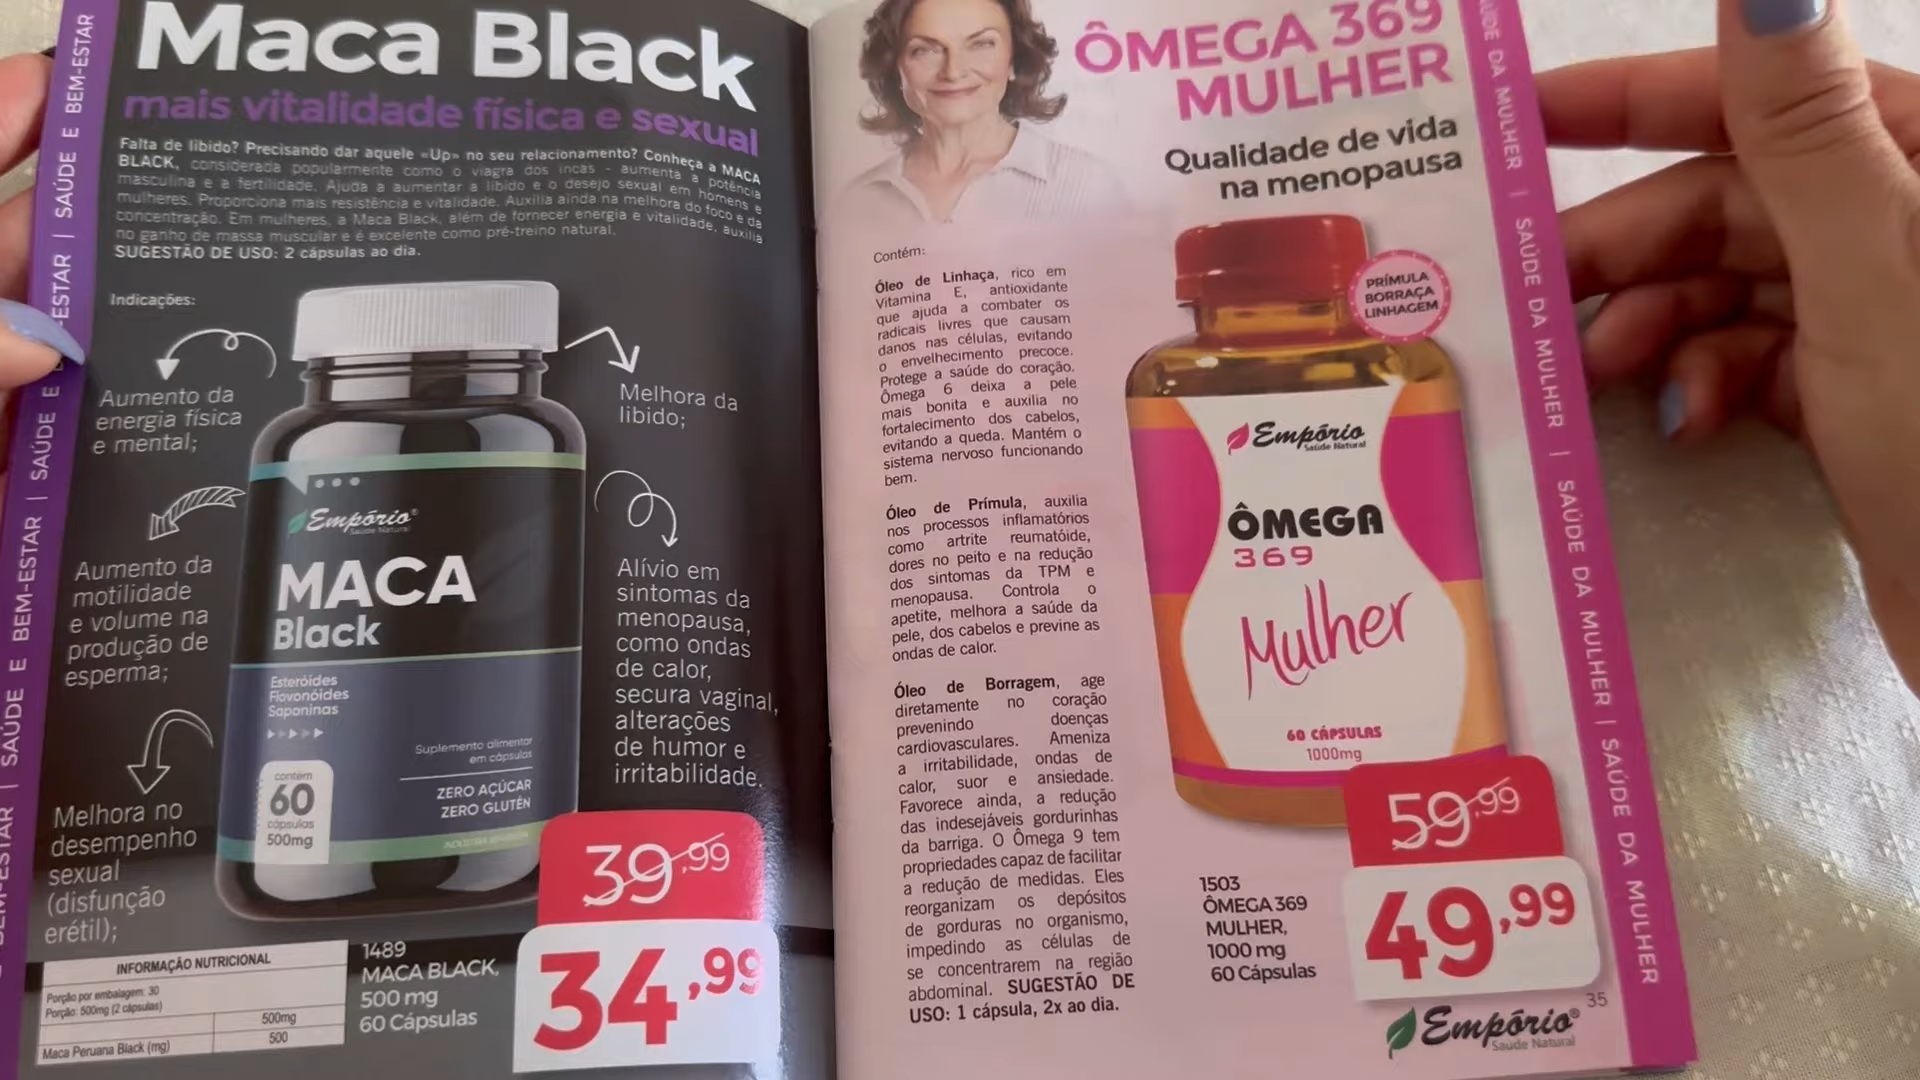 SAÚDE E BEM-ESTAR | SAÚDE E BEM-ESTAR | SAÚDE E BEM-ESTAR
Maca Black
mais vitalidade física e sexual
Falta de libido? Precisando dar aquele «Up» no seu relacionamento? Conheça a MACA
BLACK, considerada popularmente como o viagra dos incas - aumenta a potência
masculina e a fertilidade. Ajuda a aumentar a libido e o desejo sexual em homens e
mulheres. Proporciona mais resistência e vitalidade. Auxilia ainda na melhora do foco e da
concentração. Em mulheres, a Maca Black, além de fornecer energia e vitalidade, auxilia
no ganho de massa muscular e é excelente como pré-treino natural.
SUGESTÃO DE USO: 2 cápsulas ao dia.
Indicações:
Aumento da
energia física
e mental;
Aumento da
motilidade
e volume na
produção de
esperma;
Melhora no
desempenho
sexual
(disfunção
erétil);
Melhora da
libido;
Alívio em
sintomas da
menopausa,
como ondas
de calor,
secura vaginal,
alterações
de humor e
irritabilidade.
Empório®
Saúde Natural
MACA
Black
Esteróides
Flavonóides
Saponinas
Suplemento alimentar
em cápsulas
ZERO AÇÚCAR
ZERO GLUTÉN
contém
60
cápsulas
500mg
39,99
34,99
INFORMAÇÃO NUTRICIONAL
Porção por embalagem: 30
Porção: 500mg (2 cápsulas)
500mg
Maca Peruana Black (mg) 500
1489
MACA BLACK,
500 mg
60 Cápsulas
ÔMEGA 369
MULHER
Qualidade de vida
na menopausa
Contém:
Óleo de Linhaça, rico em
Vitamina E, antioxidante
que ajuda a combater os
radicais livres que causam
danos nas células, evitando
o envelhecimento precoce.
Protege a saúde do coração.
Ômega 6 deixa a pele
mais bonita e auxilia no
fortalecimento dos cabelos,
evitando a queda. Mantém o
sistema nervoso funcionando
bem.
Óleo de Prímula, auxilia
nos processos inflamatórios
como artrite reumatóide,
dores no peito e na redução
dos sintomas da TPM e
menopausa. Controla o
apetite, melhora a saúde da
pele, dos cabelos e previne as
ondas de calor.
Óleo de Borragem, age
diretamente no coração
prevenindo doenças
cardiovasculares. Ameniza
a irritabilidade, ondas de
calor, suor e ansiedade.
Favorece ainda, a redução
das indesejáveis gordurinhas
da barriga. O Ômega 9 tem
propriedades capaz de facilitar
a redução de medidas. Eles
reorganizam os depósitos
de gorduras no organismo,
impedindo as células de
se concentrarem na região
abdominal. SUGESTÃO DE
USO: 1 cápsula, 2x ao dia.
PRÍMULA
BORRAÇA
LINHAGEM
Empório
Saúde Natural
ÔMEGA
369
Mulher
60 CÁPSULAS
1000mg
59,99
49,99
1503
ÔMEGA 369
MULHER,
1000 mg
60 Cápsulas
Empório®
Saúde Natural
35
SAÚDE DA MULHER | SAÚDE DA MULHER | SAÚDE DA MULHER | SAÚDE DA MULHER